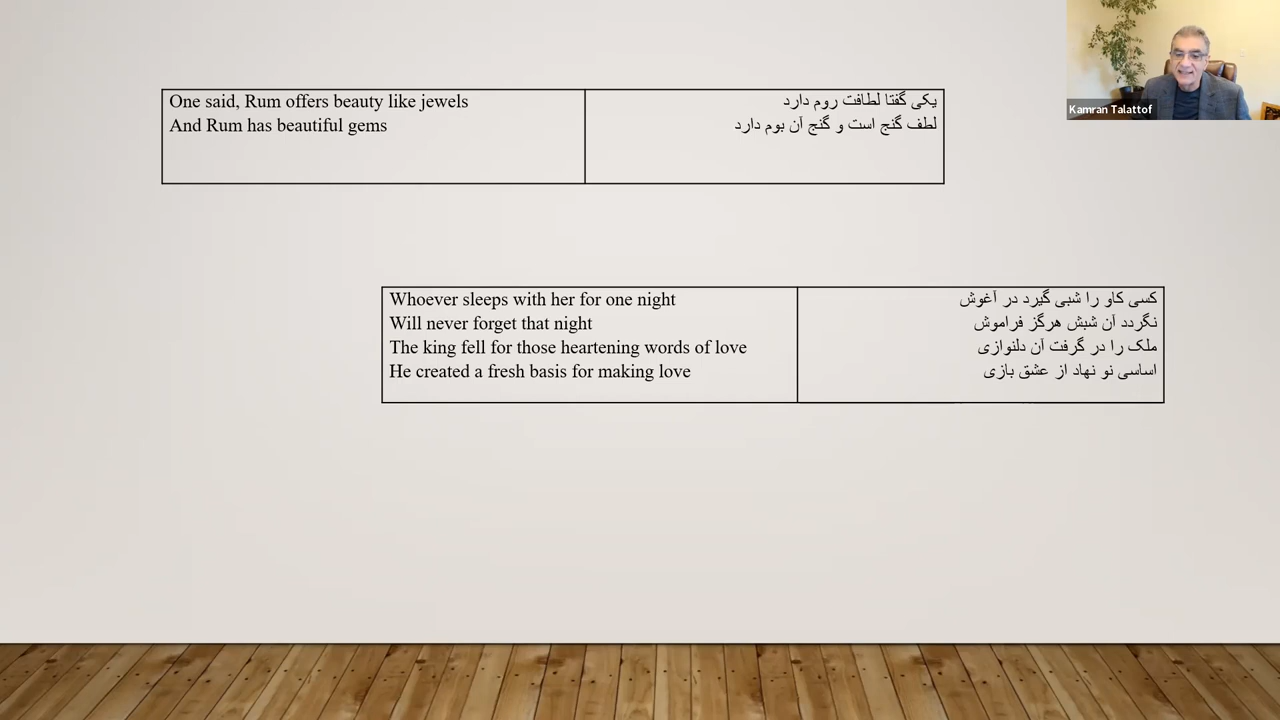 One said, Rum offers beauty like jewels
And Rum has beautiful gems
یکی گفتا لطافت روم دارد
لطف گنج است و گنج آن بوم دارد
Whoever sleeps with her for one night
Will never forget that night
The king fell for those heartening words of love
He created a fresh basis for making love
کسی کاو را شبی گیرد در آغوش
نگردد آن شبش هرگز فراموش
ملک را در گرفت آن دلنوازی
اساسی نو نهاد از عشق بازی
Kamran Talattof